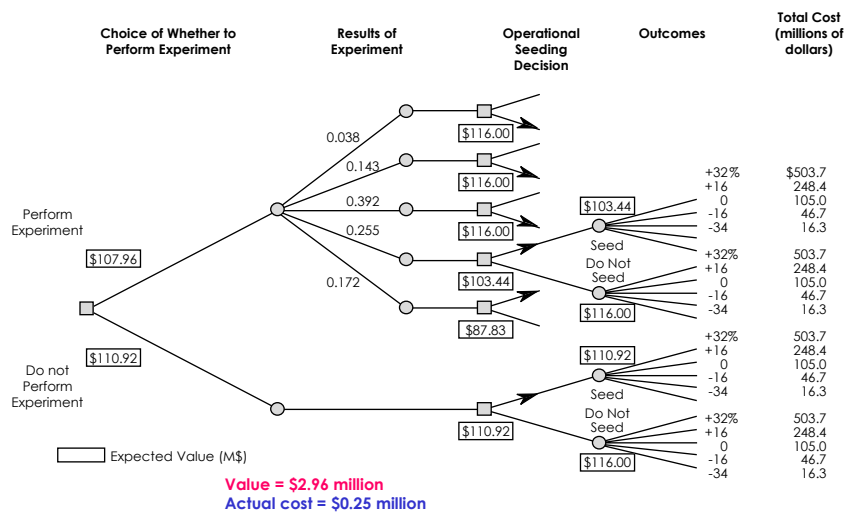 Choice of Whether to
Perform Experiment
Results of
Experiment
Operational
Seeding
Decision
Outcomes
Total Cost
(millions of
dollars)
0.038
$116.00
0.143
$116.00
0.392
$116.00
0.255
$103.44
0.172
$87.83
Perform
Experiment
$107.96
$110.92
Do not
Perform
Experiment
$110.92
$103.44
Seed
Do Not
Seed
$116.00
$110.92
Seed
Do Not
Seed
$116.00
+32% $503.7
+16 248.4
0 105.0
-16 46.7
-34 16.3
+32% 503.7
+16 248.4
0 105.0
-16 46.7
-34 16.3
+32% 503.7
+16 248.4
0 105.0
-16 46.7
-34 16.3
+32% 503.7
+16 248.4
0 105.0
-16 46.7
-34 16.3
Expected Value (M$)
Value = $2.96 million
Actual cost = $0.25 million